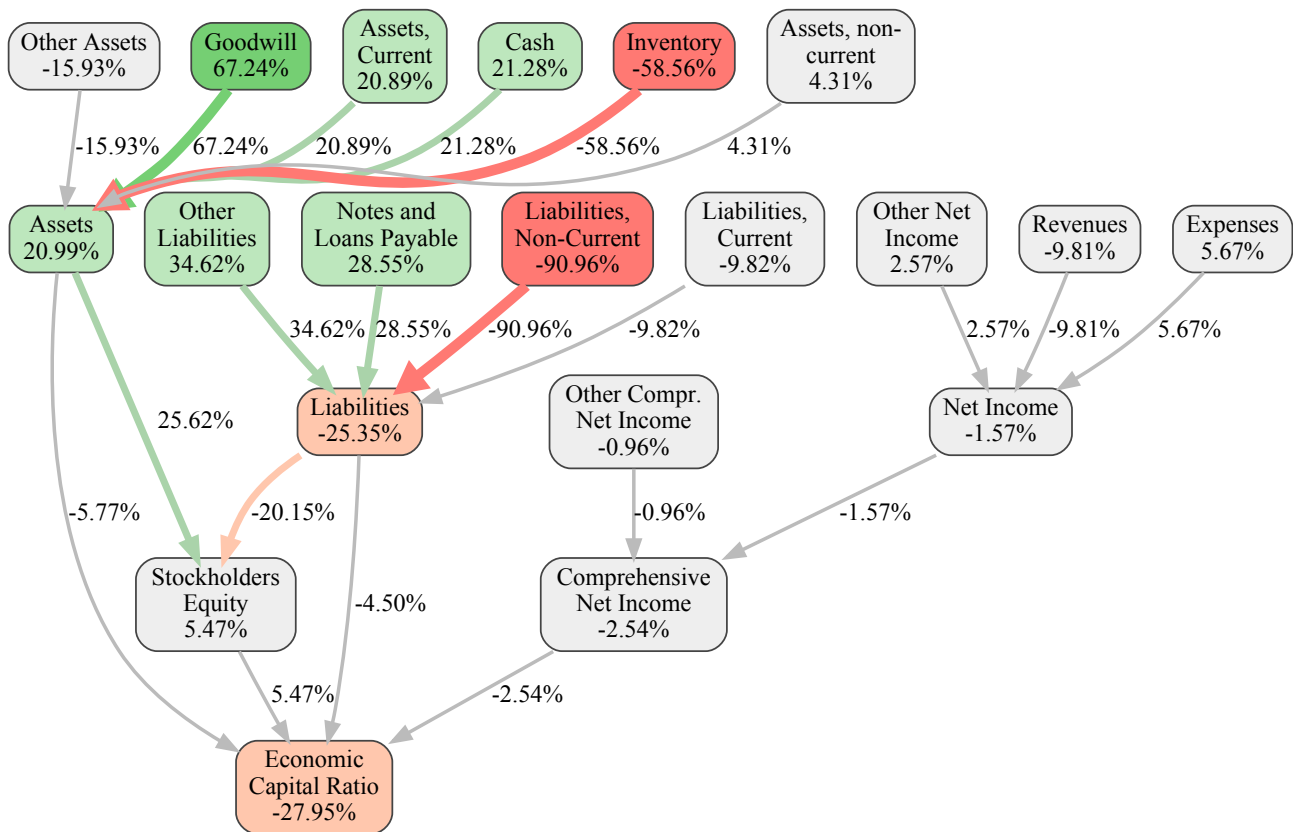 Other Assets
-15.93%
Goodwill
67.24%
Assets,
Current
20.89%
Cash
21.28%
Inventory
-58.56%
Assets, non-
current
4.31%
-15.93%
67.24%
20.89%
21.28%
-58.56%
4.31%
Assets
20.99%
Other
Liabilities
34.62%
Notes and
Loans Payable
28.55%
Liabilities,
Non-Current
-90.96%
Liabilities,
Current
-9.82%
Other Net
Income
2.57%
Revenues
-9.81%
Expenses
5.67%
34.62%
28.55%
-90.96%
-9.82%
2.57%
-9.81%
5.67%
Liabilities
-25.35%
Other Compr.
Net Income
-0.96%
Net Income
-1.57%
25.62%
-5.77%
-20.15%
-0.96%
-1.57%
Stockholders
Equity
5.47%
-4.50%
Comprehensive
Net Income
-2.54%
5.47%
-2.54%
Economic
Capital Ratio
-27.95%